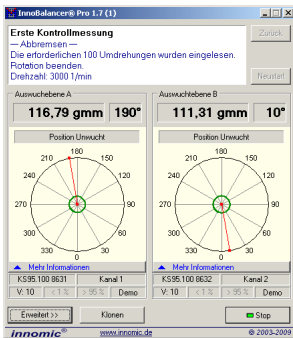 InnoBalancer® Pro 1.7 (1)
Erste Kontrollmessung
— Abbremsen —
Die erforderlichen 100 Umdrehungen wurden eingelesen.
Rotation beenden.
Drehzahl: 3000 1/min
Zurück
Neustart
Auswuchtebene A
116,79 gmm 190°
Position Unwucht
180
210 150
240 120
270 90
300 60
330 30
0
Mehr Informationen
KS95.100 8631 Kanal 1
V: 10 < 1 % > 95 % Demo
Auswuchtebene B
111,31 gmm 10°
Position Unwucht
180
210 150
240 120
270 90
300 60
330 30
0
Mehr Informationen
KS95.100 8632 Kanal 2
V: 10 < 1 % > 95 % Demo
Erweitert >> Klonen Stop
innomic® www.innomic.de © 2003-2009